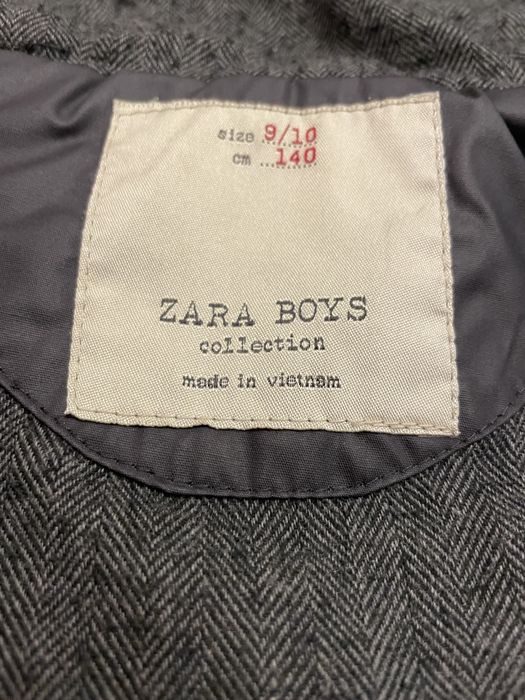 size 9/10
cm 140
ZARA BOYS
collection
made in vietnam